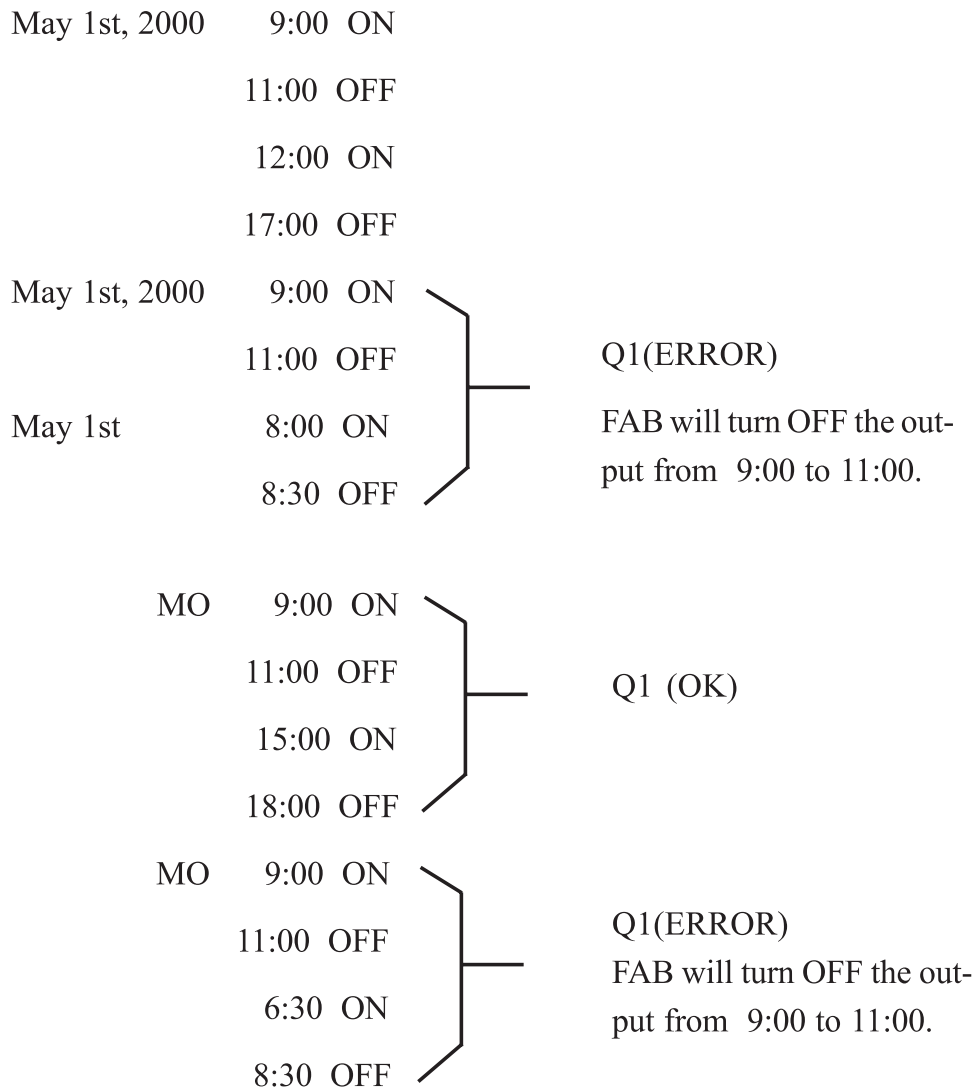 May 1st, 2000 9:00 ON
11:00 OFF
12:00 ON
17:00 OFF
May 1st, 2000 9:00 ON
11:00 OFF
May 1st 8:00 ON
8:30 OFF
Q1(ERROR)
FAB will turn OFF the out-
put from 9:00 to 11:00.
MO 9:00 ON
11:00 OFF
15:00 ON
18:00 OFF
Q1 (OK)
MO 9:00 ON
11:00 OFF
6:30 ON
8:30 OFF
Q1(ERROR)
FAB will turn OFF the out-
put from 9:00 to 11:00.